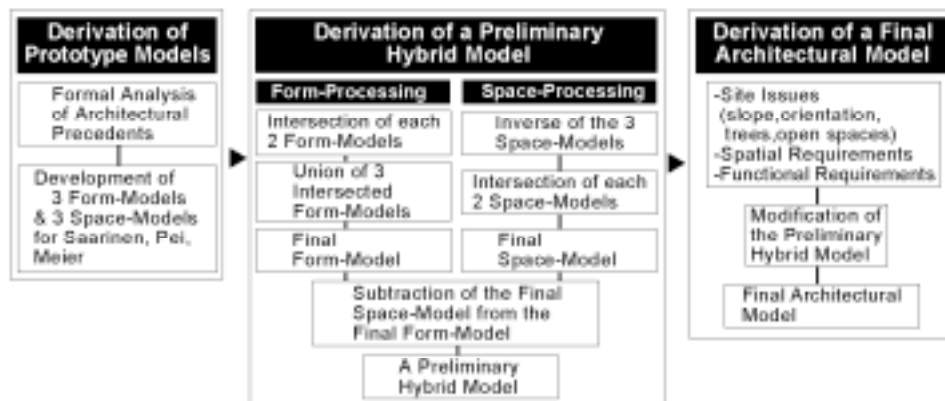 Derivation of
Prototype Models
Formal Analysis
of Architectural
Precedents
Development of
3 Form-Models
& 3 Space-Models
for Saarinen, Pei,
Meier
Derivation of a Preliminary
Hybrid Model
Form-Processing
Intersection of each
2 Form-Models
Union of 3
Intersected
Form-Models
Final
Form-Model
Space-Processing
Inverse of the 3
Space-Models
Intersection of each
2 Space-Models
Final
Space-Model
Subtraction of the Final
Space-Model from the
Final Form-Model
A Preliminary
Hybrid Model
Derivation of a Final
Architectural Model
-Site Issues
(slope,orientation,
trees,open spaces)
-Spatial Requirements
-Functional Requirements
Modification of
the Preliminary
Hybrid Model
Final Architectural
Model